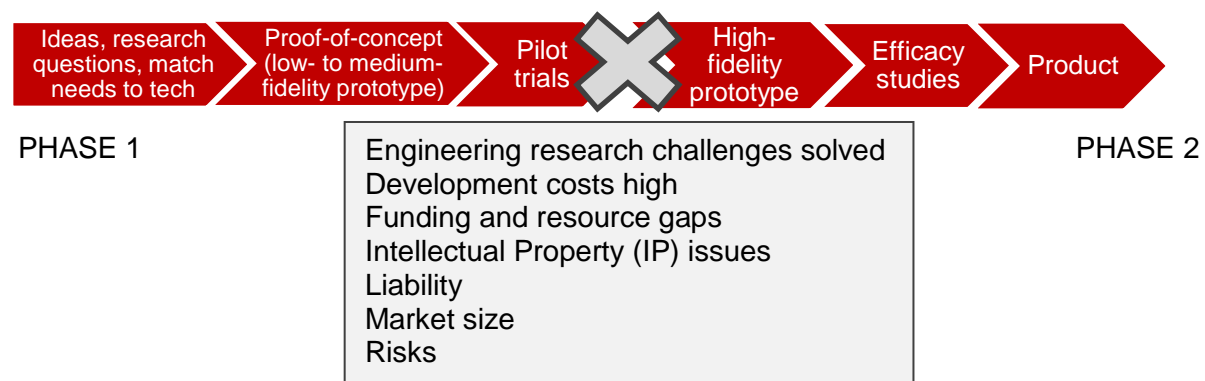 Ideas, research
questions, match
needs to tech
Proof-of-concept
(low- to medium-
fidelity prototype)
Pilot
trials
High-
fidelity
prototype
Efficacy
studies
Product
PHASE 1
PHASE 2
Engineering research challenges solved
Development costs high
Funding and resource gaps
Intellectual Property (IP) issues
Liability
Market size
Risks